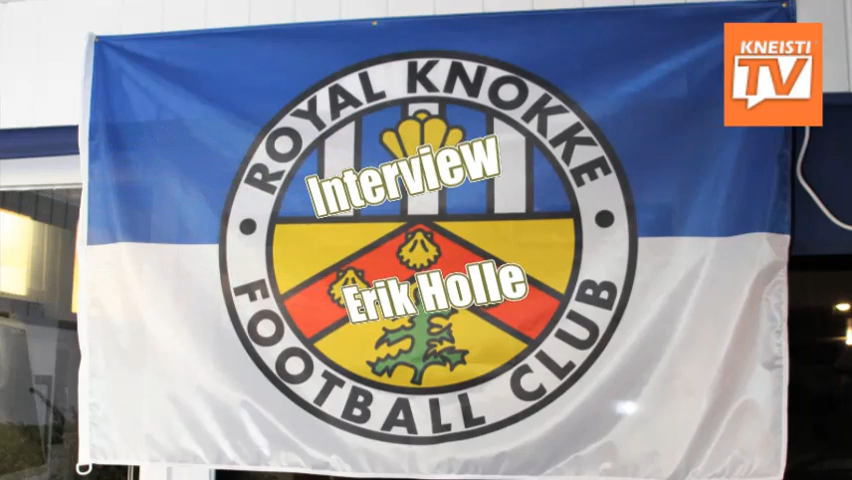 KNEISTI
TV
ROYAL KNOKKE
Interview
Erik Holle
FOOTBALL CLUB